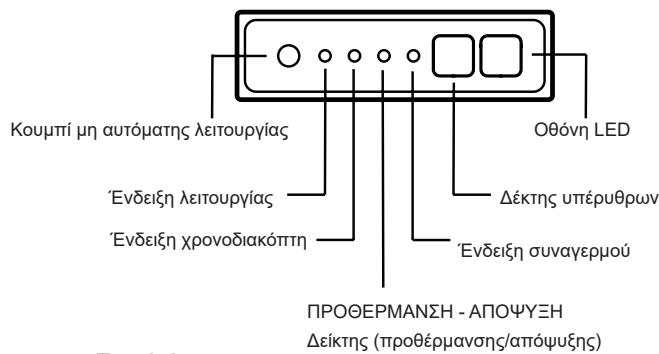 Κουμπί μη αυτόματης λειτουργίας
Οθόνη LED
Ένδειξη λειτουργίας
Δέκτης υπέρυθρων
Ένδειξη χρονοδιακόπτη
Ένδειξη συναγερμού
ΠΡΟΘΕΡΜΑΝΣΗ - ΑΠΟΨΥΞΗ
Δείκτης (προθέρμανσης/απόψυξης)